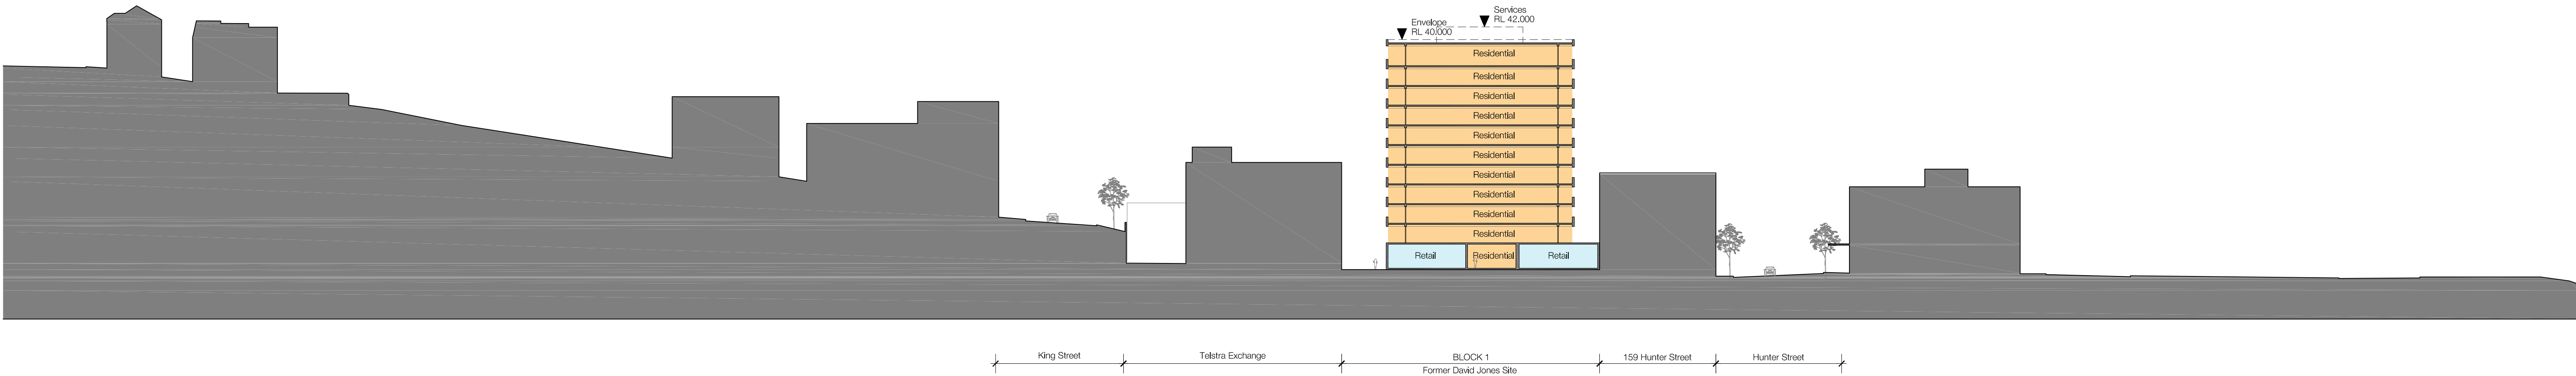 Services
RL 42.000
Envelope
RL 40.000
Residential
Residential
Residential
Residential
Residential
Residential
Residential
Residential
Residential
Residential
Retail
Residential
Retail
King Street
Telstra Exchange
BLOCK 1
159 Hunter Street
Hunter Street
Former David Jones Site